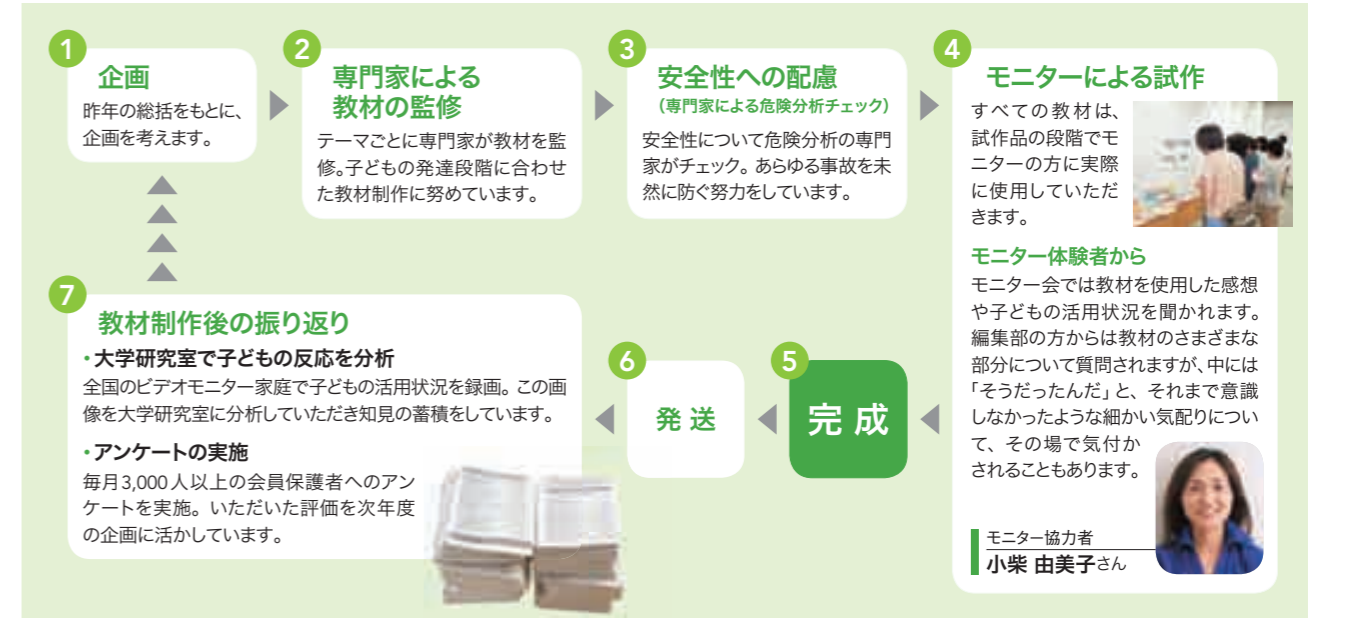 1
企画
昨年の総括をもとに、
企画を考えます。
2
専門家による
教材の監修
テーマごとに専門家が教材を監
修。子どもの発達段階に合わせ
た教材制作に努めています。
3
安全性への配慮
(専門家による危険分析チェック)
安全性について危険分析の専門
家がチェック。あらゆる事故を未
然に防ぐ努力をしています。
4
モニターによる試作
すべての教材は、
試作品の段階でモ
ニターの方に実際
に使用していただ
きます。
モニター体験者から
モニター会では教材を使用した感想
や子どもの活用状況を聞かれます。
編集部の方からは教材のさまざまな
部分について質問されますが、中には
「そうだったんだ」と、それまで意識
しなかったような細かい気配りについ
て、その場で気付か
されることもあります。
モニター協力者
小柴 由美子さん
5
完成
6
発送
7
教材制作後の振り返り
・大学研究室で子どもの反応を分析
全国のビデオモニター家庭で子どもの活用状況を録画。この画
像を大学研究室に分析していただき知見の蓄積をしています。
・アンケートの実施
毎月3,000人以上の会員保護者へのアン
ケートを実施。いただいた評価を次年度
の企画に活かしています。